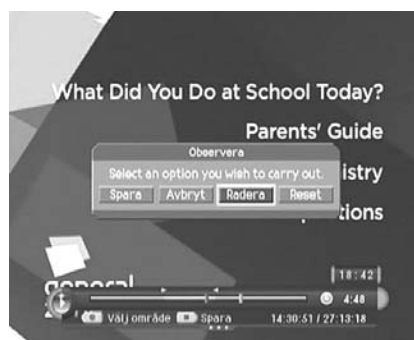 What Did You Do at School Today?
Parents' Guide
Observera
Select an option you wish to carry out.
istry
Spara Avbryt Radera Reset
tions
general
18:42
4:48
Välj område Spara 14:30:51 / 27:13:18